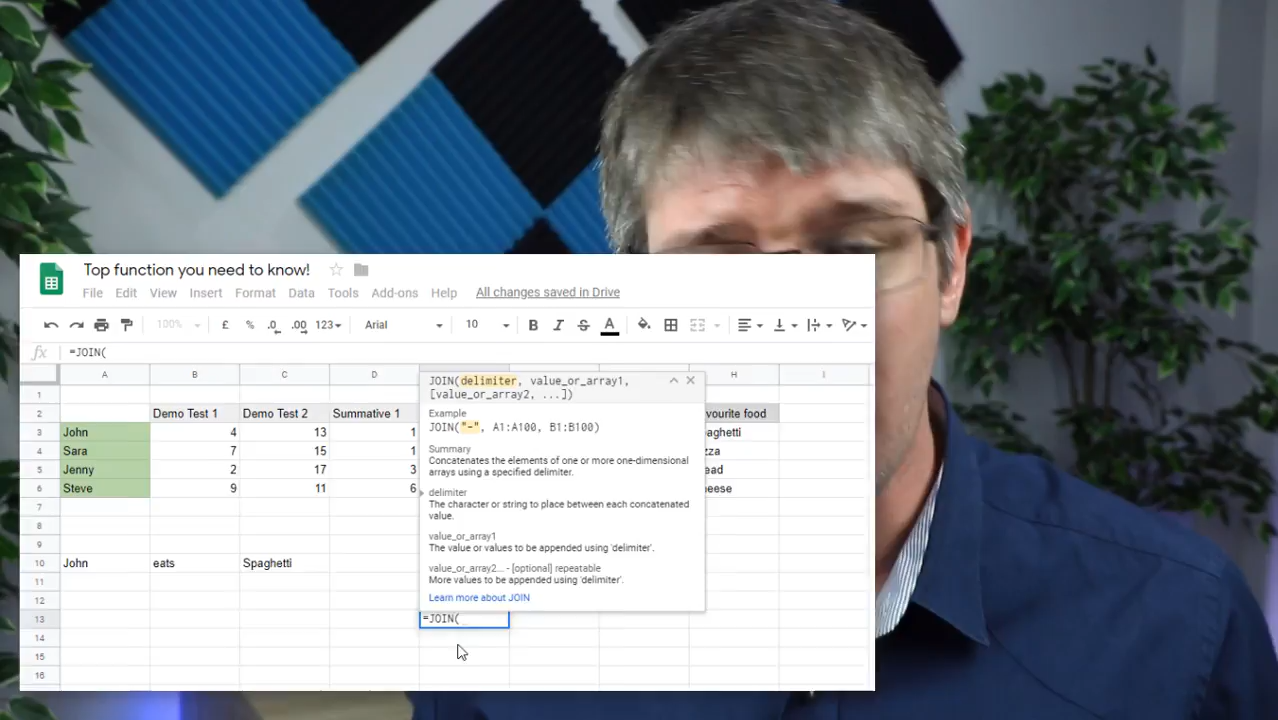 Top function you need to know!
File Edit View Insert Format Data Tools Add-ons Help All changes saved in Drive
100% £ % .0 .00 123 Arial 10 B I S A
fx =JOIN(
A B C D H I
1
2 Demo Test 1 Demo Test 2 Summative 1 vourite food
3 John 4 13 1 aghetti
4 Sara 7 15 1 zza
5 Jenny 2 17 3 ead
6 Steve 9 11 6 eese
7
8
9
10 John eats Spaghetti
11
12
13 =JOIN(
14
15
16
JOIN(delimiter, value_or_array1,
[value_or_array2, ...])
Example
JOIN("-", A1:A100, B1:B100)
Summary
Concatenates the elements of one or more one-dimensional
arrays using a specified delimiter.
delimiter
The character or string to place between each concatenated
value.
value_or_array1
The value or values to be appended using 'delimiter'.
value_or_array2... - [optional] repeatable
More values to be appended using 'delimiter'.
Learn more about JOIN